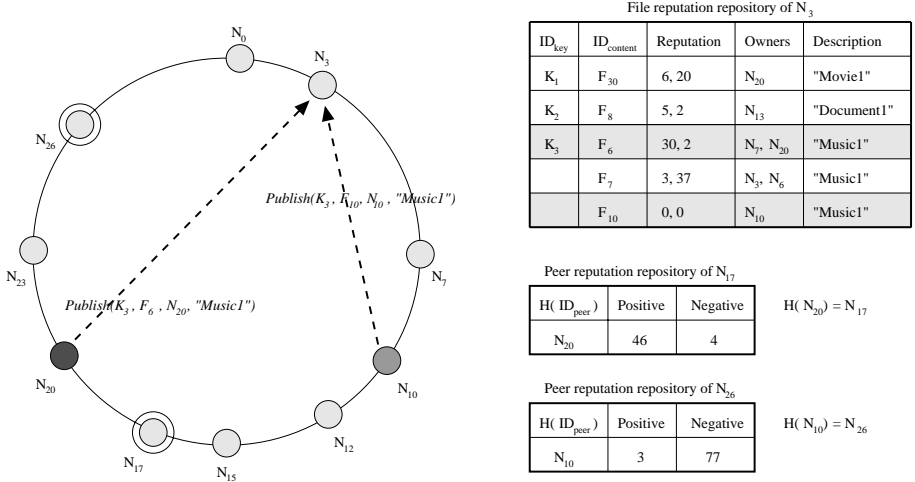 N0
N3
N26
Publish(K3 , F10, N10 , "Music1")
N23
N7
Publish(K3 , F6 , N20, "Music1")
N20
N10
N12
N17
N15
File reputation repository of N3
IDkey IDcontent Reputation Owners Description
K1 F30 6, 20 N20 "Movie1"
K2 F8 5, 2 N13 "Document1"
K3 F6 30, 2 N7, N20 "Music1"
F7 3, 37 N3, N6 "Music1"
F10 0, 0 N10 "Music1"
Peer reputation repository of N17
H( IDpeer ) Positive Negative
N20 46 4
H( N20) = N17
Peer reputation repository of N26
H( IDpeer ) Positive Negative
N10 3 77
H( N10) = N26